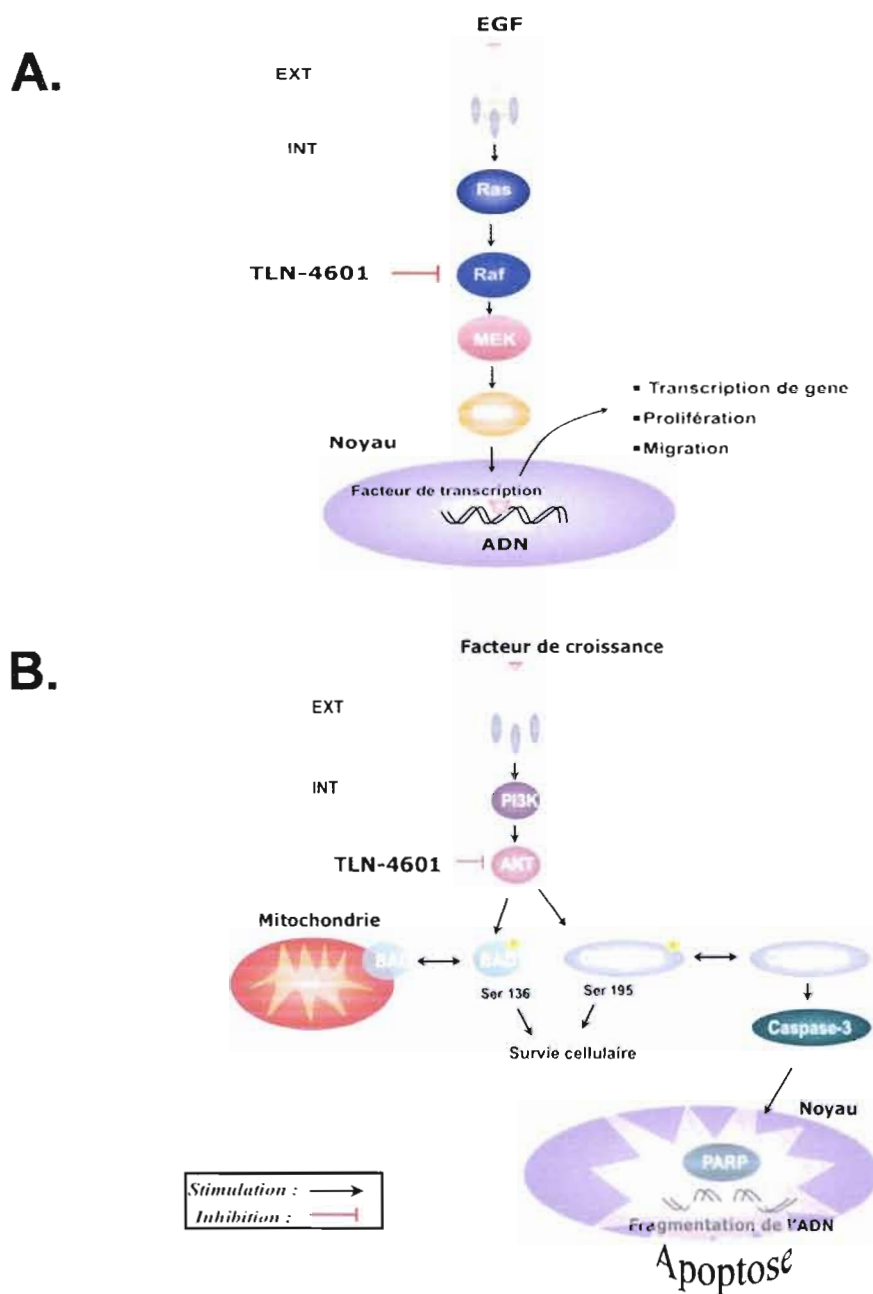 A.
EGF
EXT
INT
Ras
TLN-4601
Raf
MEK
▪ Transcription de gene
▪Prolifération
▪Migration
Noyau
Facteur de transcription
ADN
B.
Facteur de croissance
EXT
INT
PI3K
TLN-4601
AKT
Mitochondrie
BAD
Ser 136
Ser 195
Caspase-3
Survie cellulaire
Noyau
PARP
Fragmentation de l'ADN
Apoptose
Stimulation :
Inhibition :